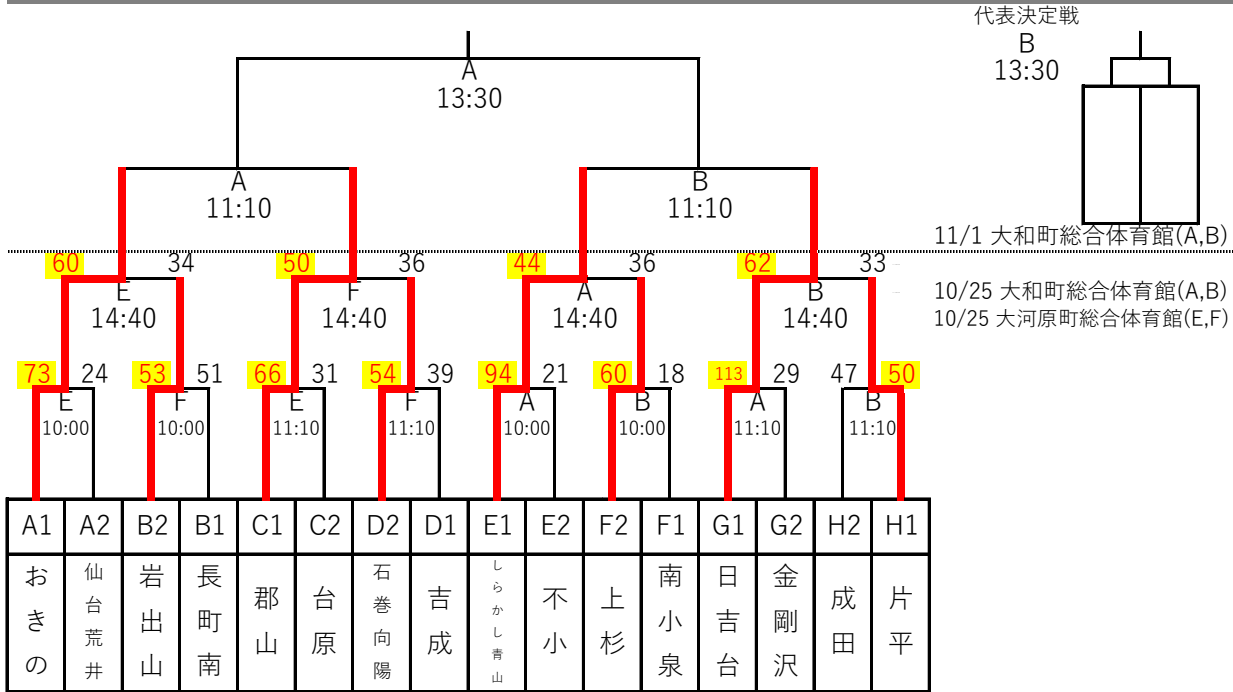 代表決定戦
B
13:30
A
13:30
A
11:10
B
11:10
11/1 大和町総合体育館(A,B)
60 34 50 36 44 36 62 33
E F A B
14:40 14:40 14:40 14:40
10/25 大和町総合体育館(A,B)
10/25 大河原町総合体育館(E,F)
73 24 53 51 66 31 54 39 94 21 60 18 113 29 47 50
E F E F A B A B
10:00 10:00 11:10 11:10 10:00 10:00 11:10 11:10
A1 A2 B2 B1 C1 C2 D2 D1 E1 E2 F2 F1 G1 G2 H2 H1
おきの 仙台荒井 岩出山 長町南 郡山 台原 石巻向陽 吉成 しらかし青山 不小 上杉 南小泉 日吉台 金剛沢 成田 片平